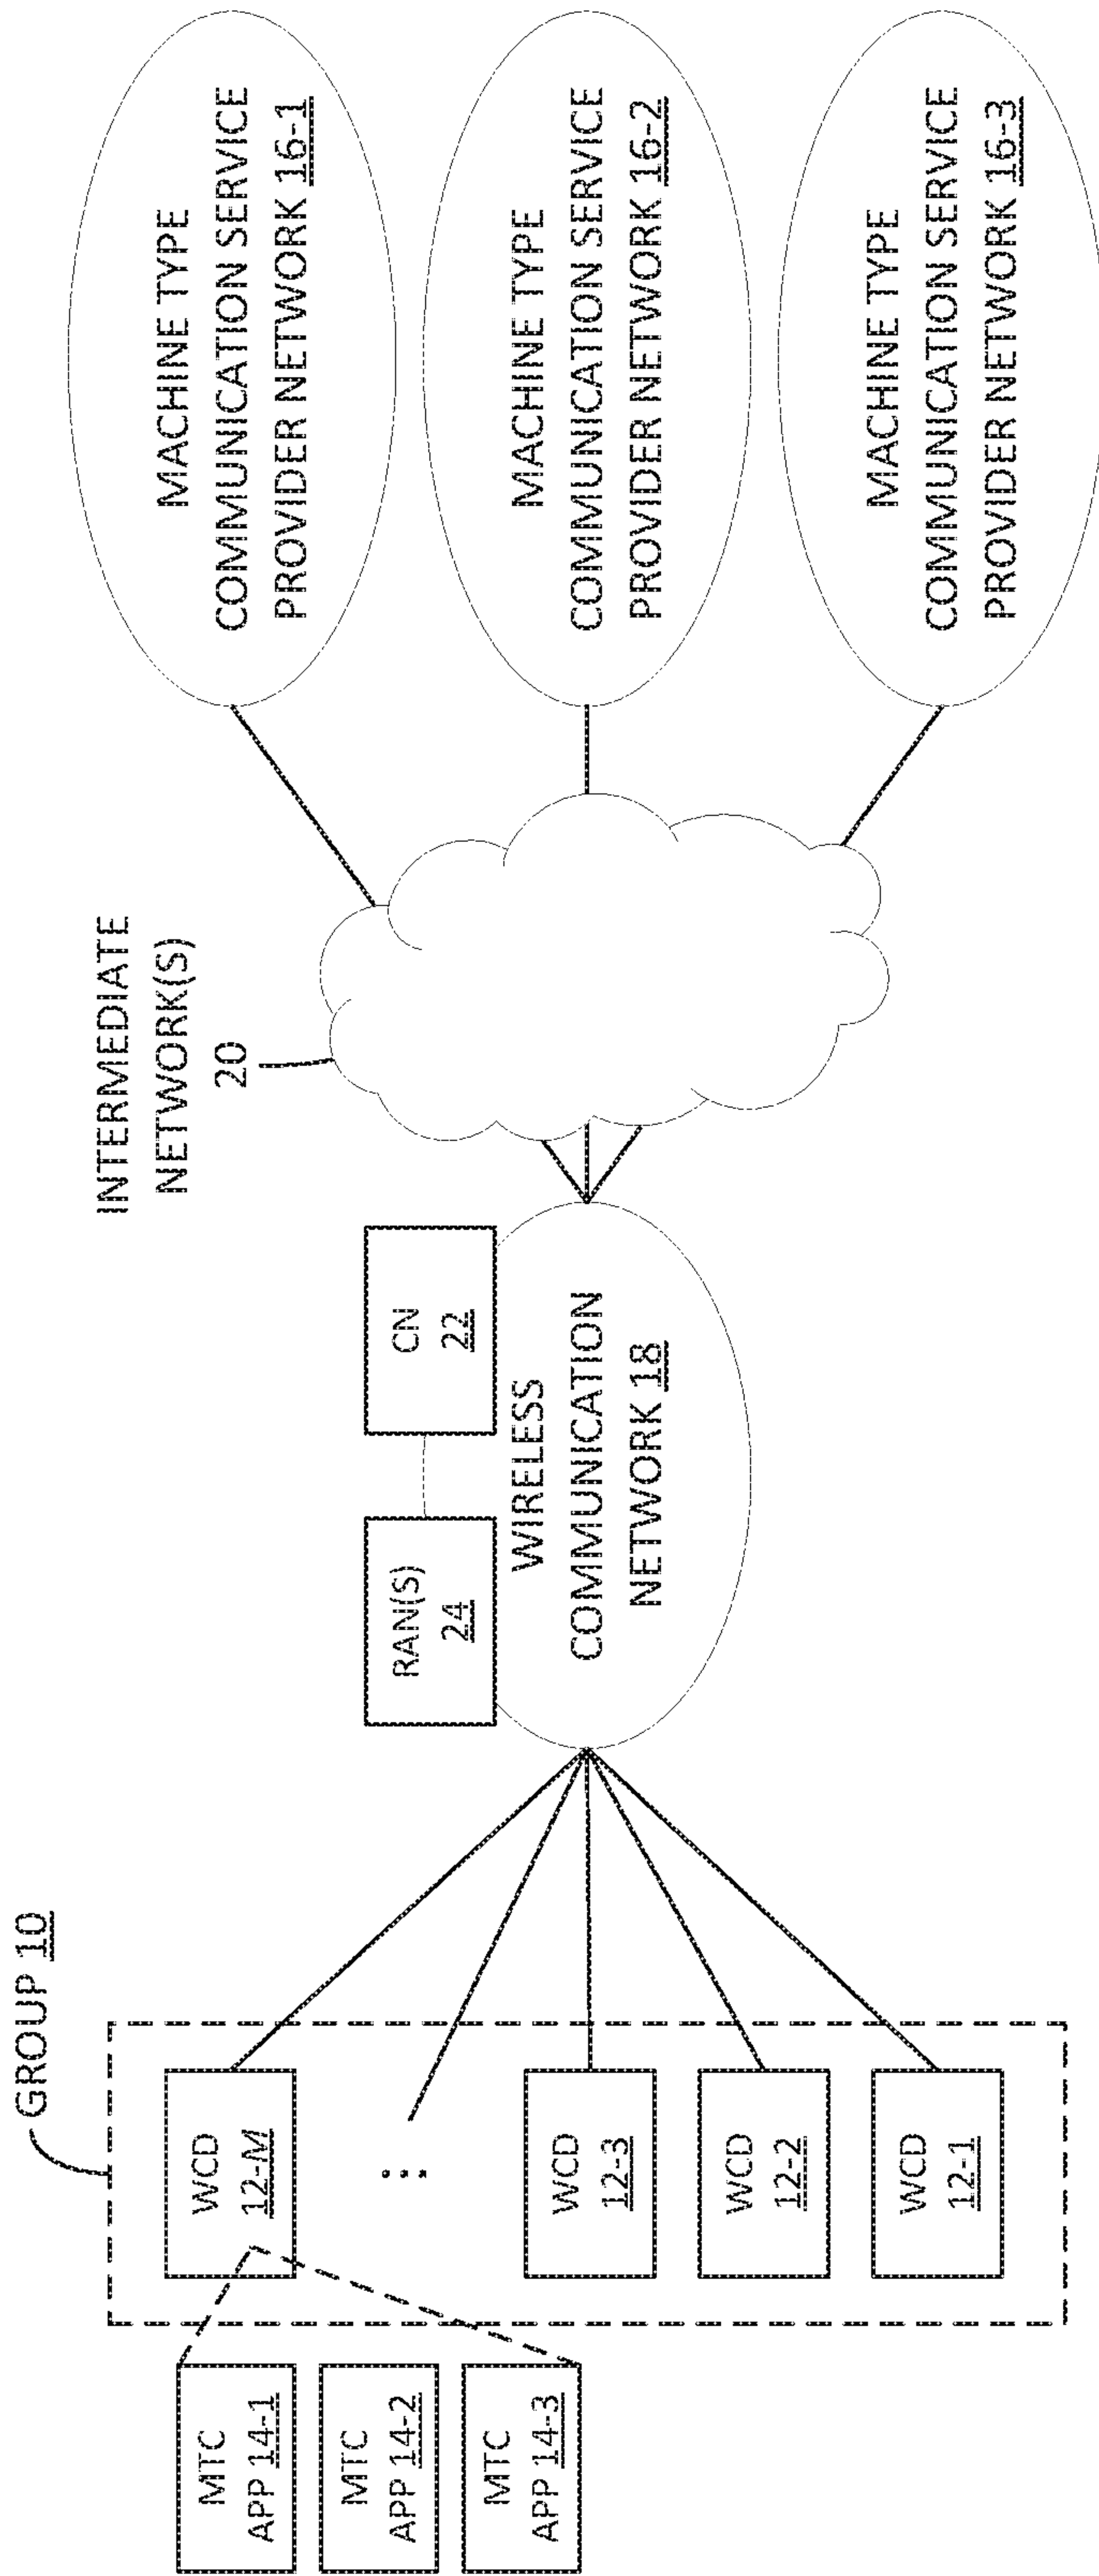 GROUP 10
MTC
APP 14-1
MTC
APP 14-2
MTC
APP 14-3
WCD
12-M
...
WCD
12-3
WCD
12-2
WCD
12-1
RAN(S)
24
CN
22
WIRELESS
COMMUNICATION
NETWORK 18
INTERMEDIATE
NETWORK(S)
20
MACHINE TYPE
COMMUNICATION SERVICE
PROVIDER NETWORK 16-1
MACHINE TYPE
COMMUNICATION SERVICE
PROVIDER NETWORK 16-2
MACHINE TYPE
COMMUNICATION SERVICE
PROVIDER NETWORK 16-3